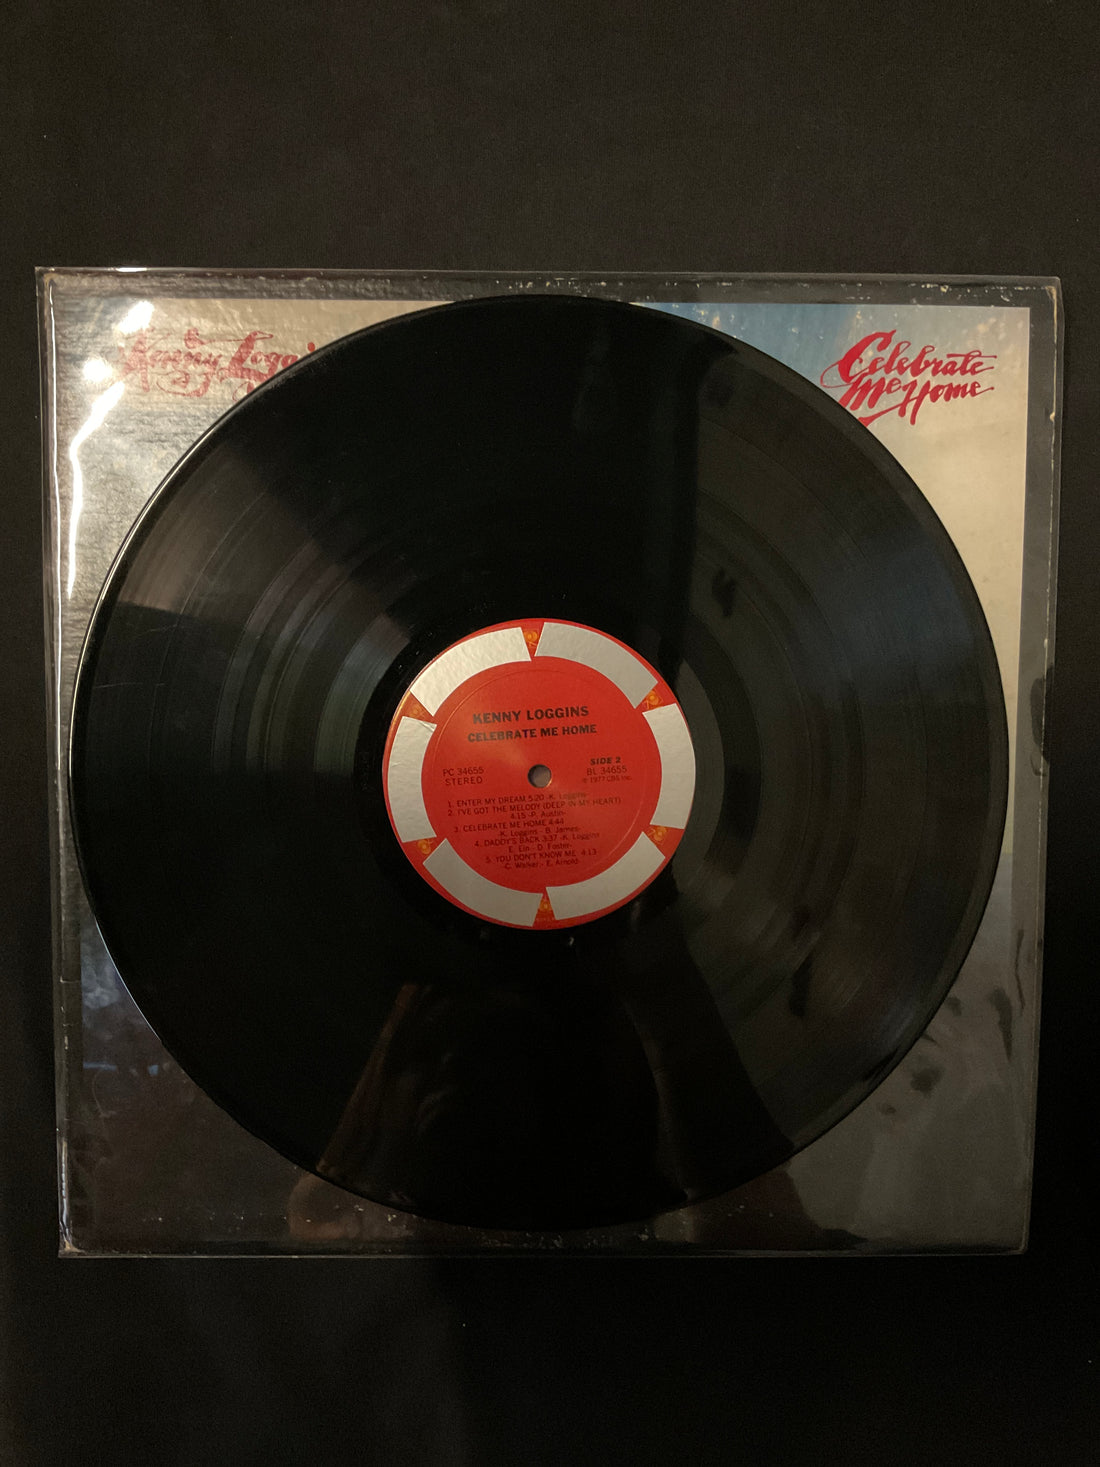 Kenny Loggi
Celebrate
Me Home
KENNY LOGGINS
CELEBRATE ME HOME
PC 34655
STEREO
SIDE 2
BL 34655
℗ 1977 CBS Inc.
1. ENTER MY DREAM 5:20 -K. Loggins-
2. I'VE GOT THE MELODY (DEEP IN MY HEART)
4:15 -P. Austin-
3. CELEBRATE ME HOME 4:44
-K. Loggins - B. James-
4. DADDY'S BACK 3:37 -K. Loggins
E. Ein - D. Foster-
5. YOU DON'T KNOW ME 4:13
-C. Walker - E. Arnold-